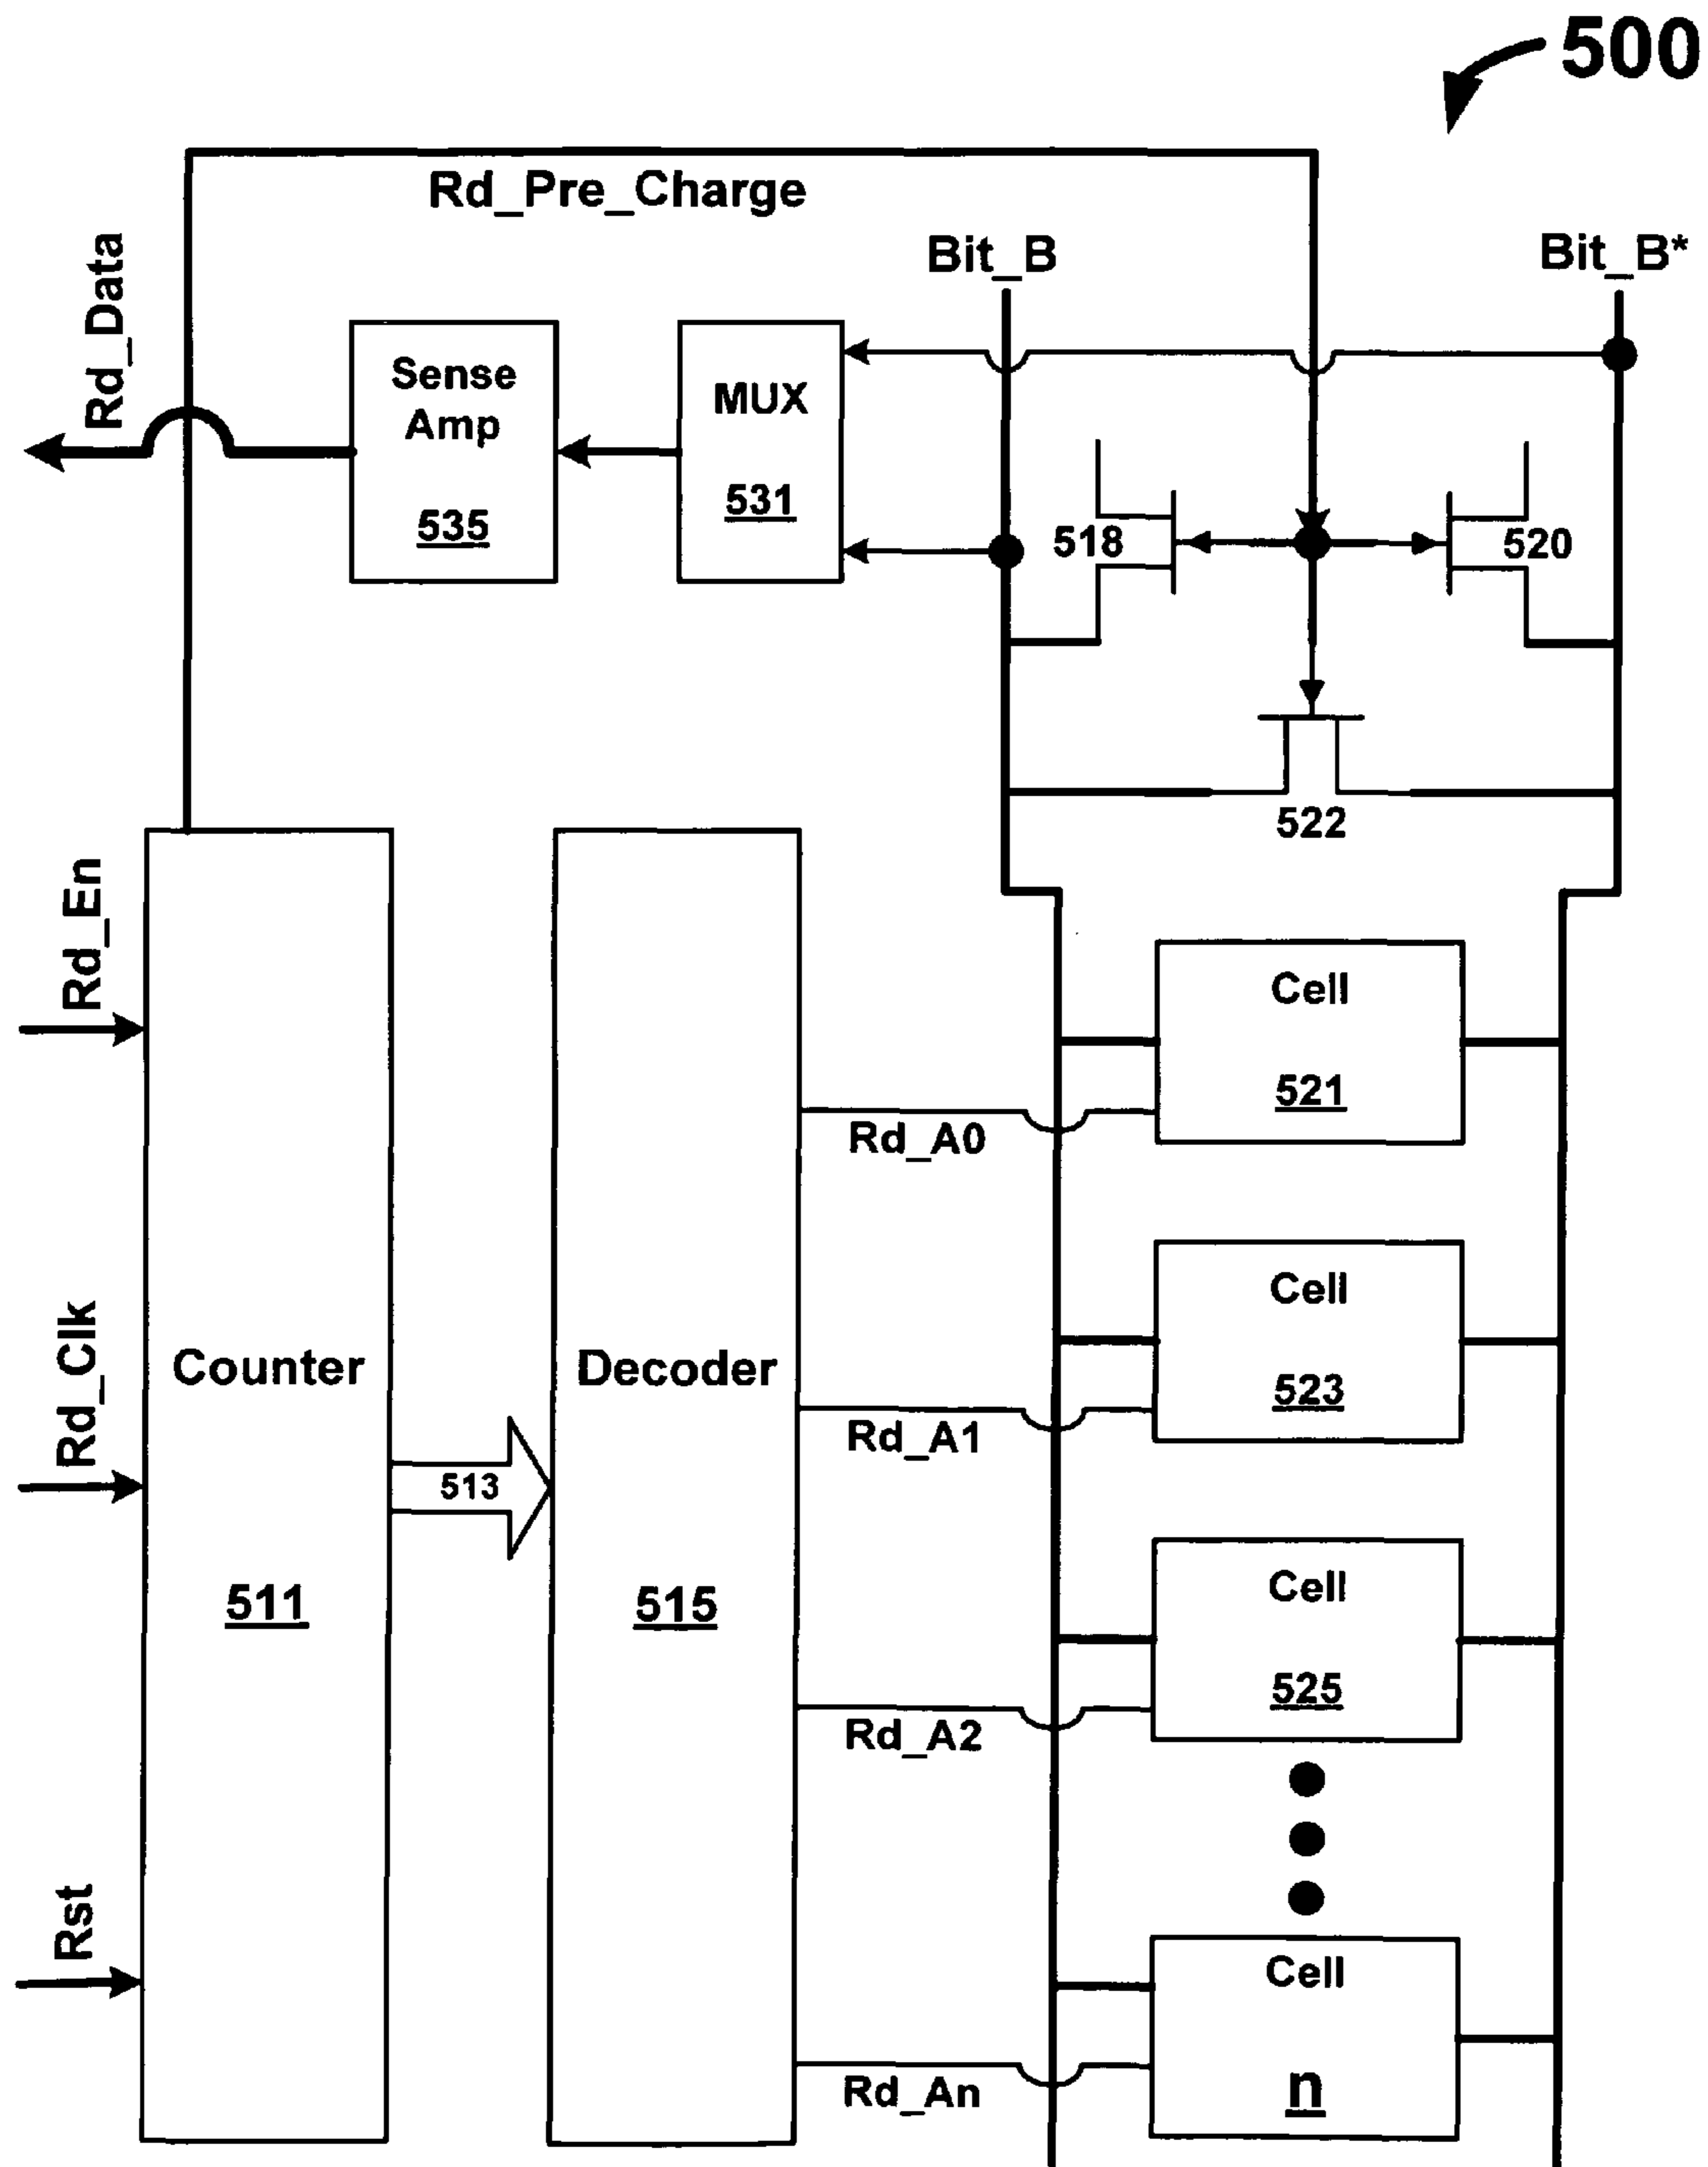 500
Rd_Pre_Charge
Rd_Data
Bit_B
Bit_B*
Sense
Amp
535
MUX
531
518
520
522
Rd_En
Rd_Clk
Rst
Counter
511
513
Decoder
515
Rd_A0
Rd_A1
Rd_A2
Rd_An
Cell
521
Cell
523
Cell
525
Cell
n